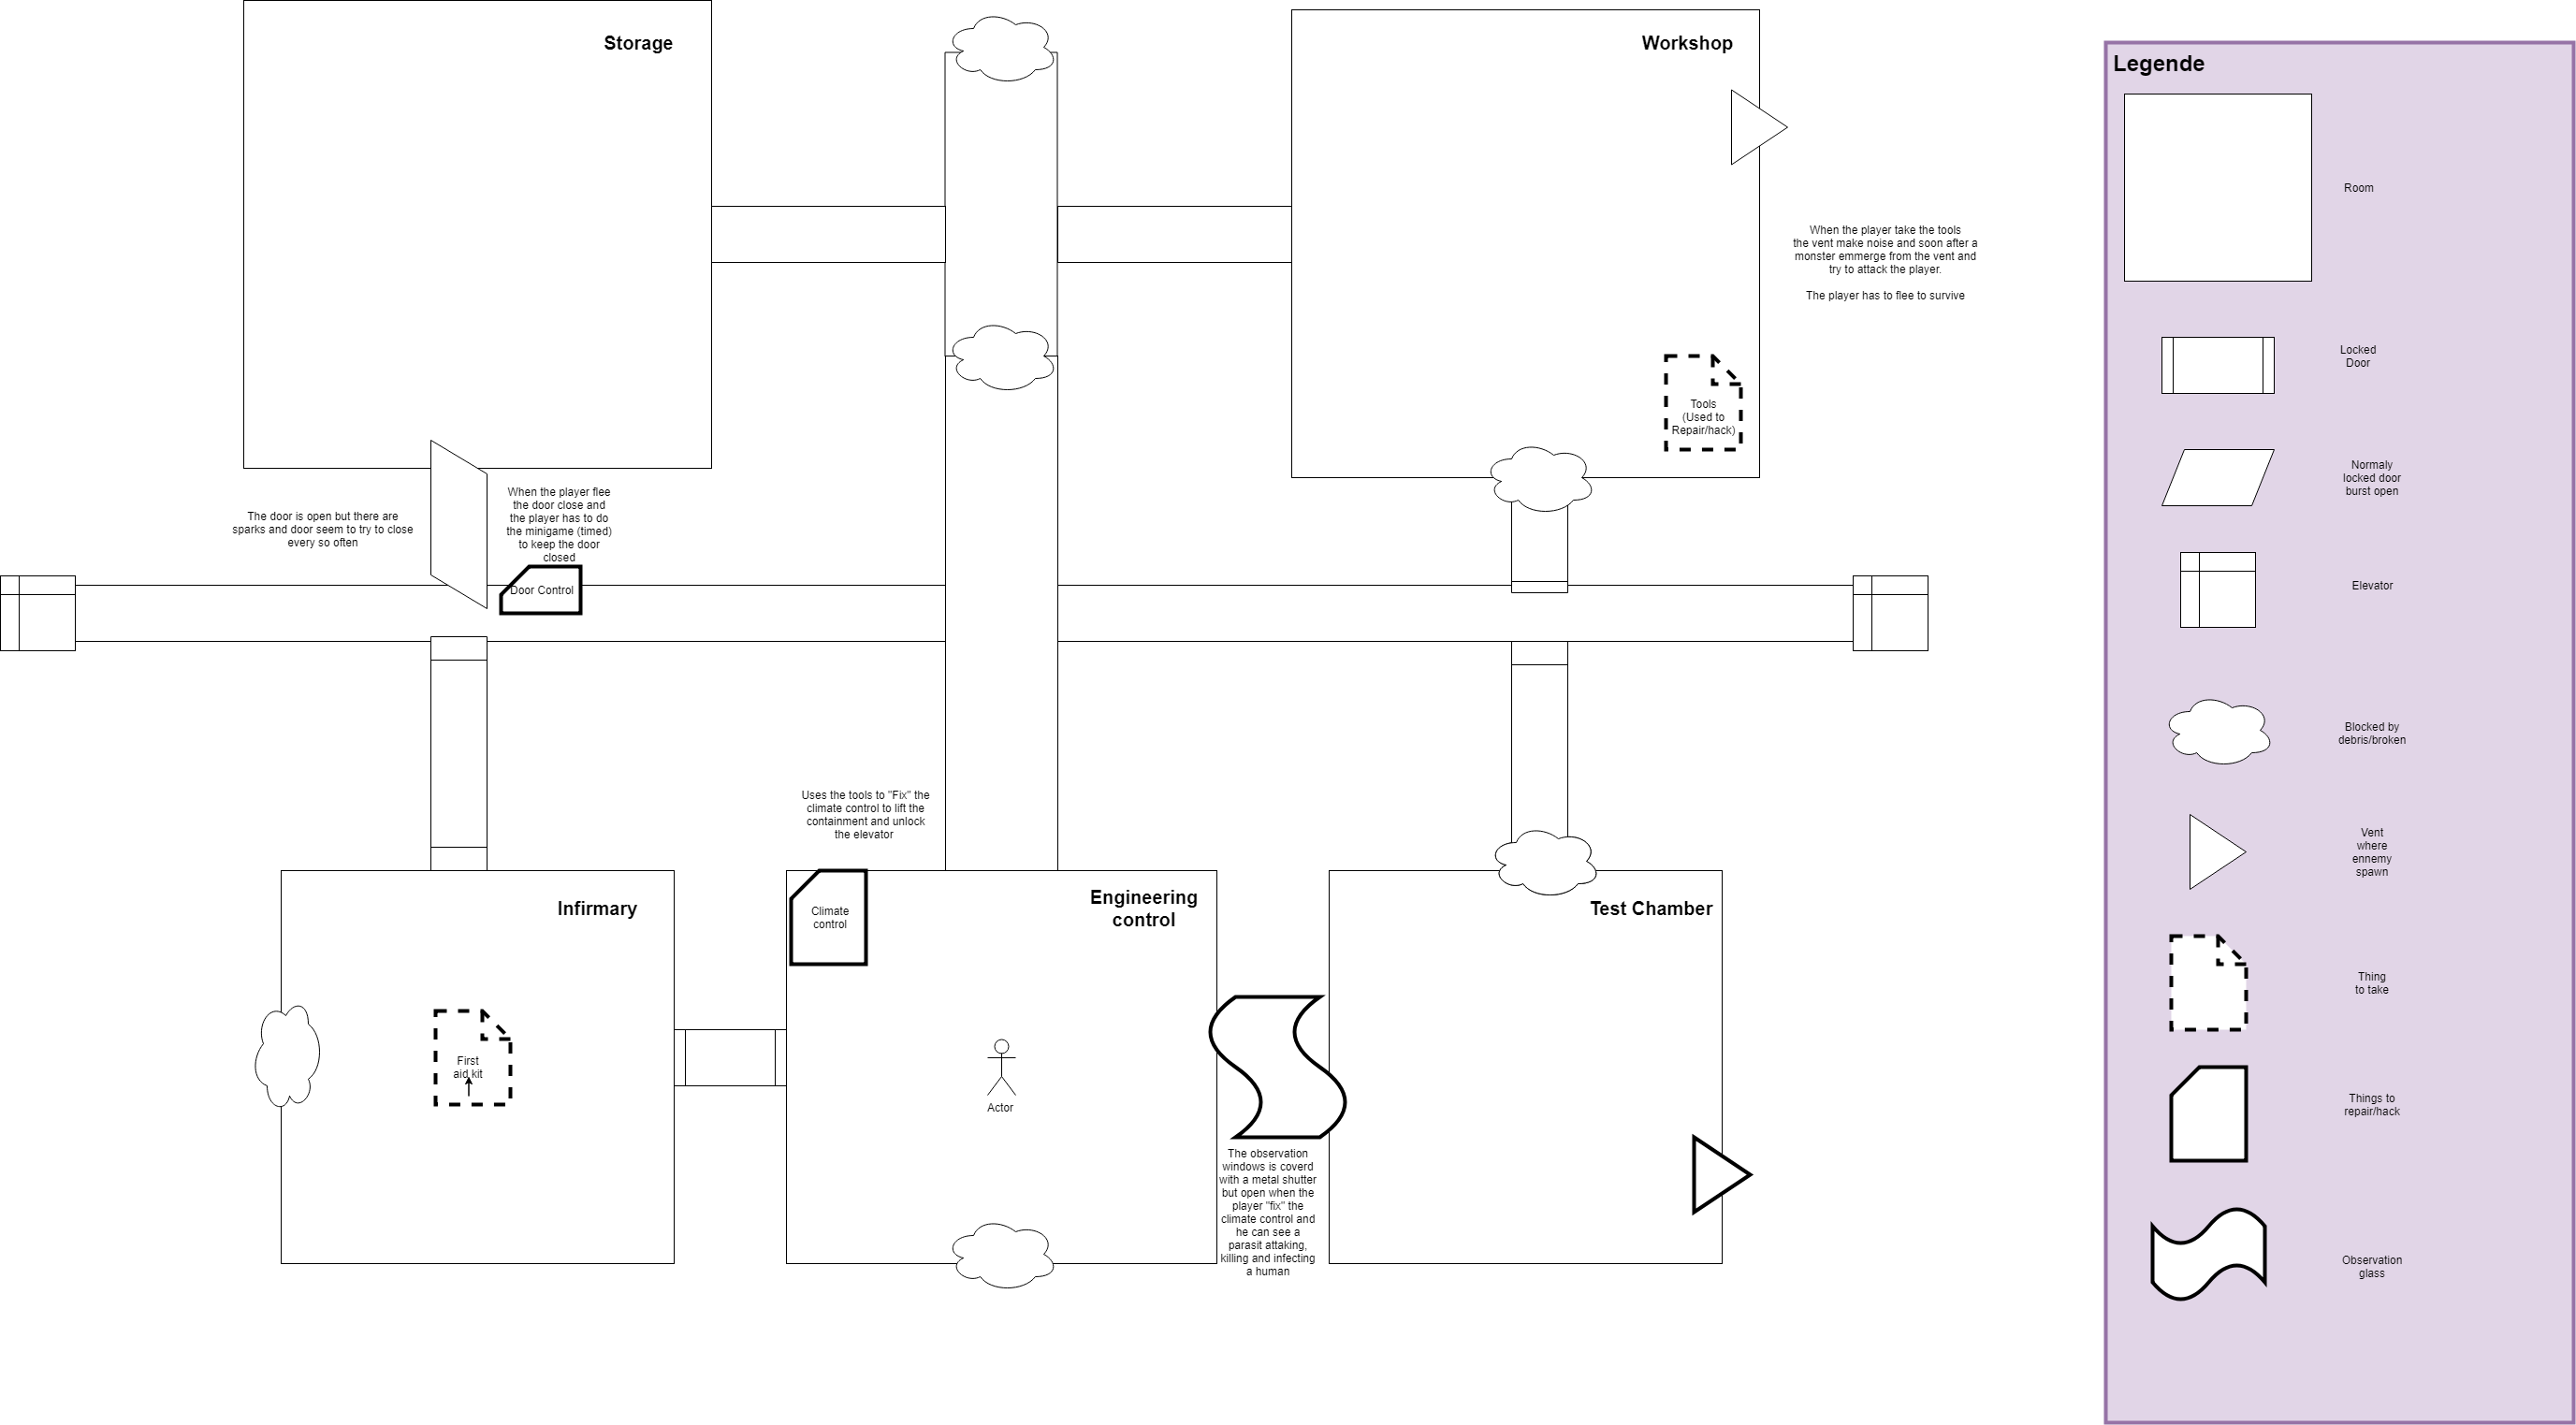 Storage
Workshop
Legende
Room
When the player take the tools
the vent make noise and soon after a
monster emmerge from the vent and
try to attack the player.
The player has to flee to survive
Locked
Door
Tools
(Used to
Repair/hack)
Normaly
locked door
burst open
The door is open but there are
sparks and door seem to try to close
every so often
When the player flee
the door close and
the player has to do
the minigame (timed)
to keep the door
closed
Door Control
Elevator
Blocked by
debris/broken
Uses the tools to "Fix" the
climate control to lift the
containment and unlock
the elevator
Vent
where
ennemy
spawn
Infirmary
Climate
control
Engineering
control
Test Chamber
Thing
to take
First
aid kit
Actor
Things to
repair/hack
The observation
windows is coverd
with a metal shutter
but open when the
player "fix" the
climate control and
he can see a
parasit attaking,
killing and infecting
a human
Observation
glass